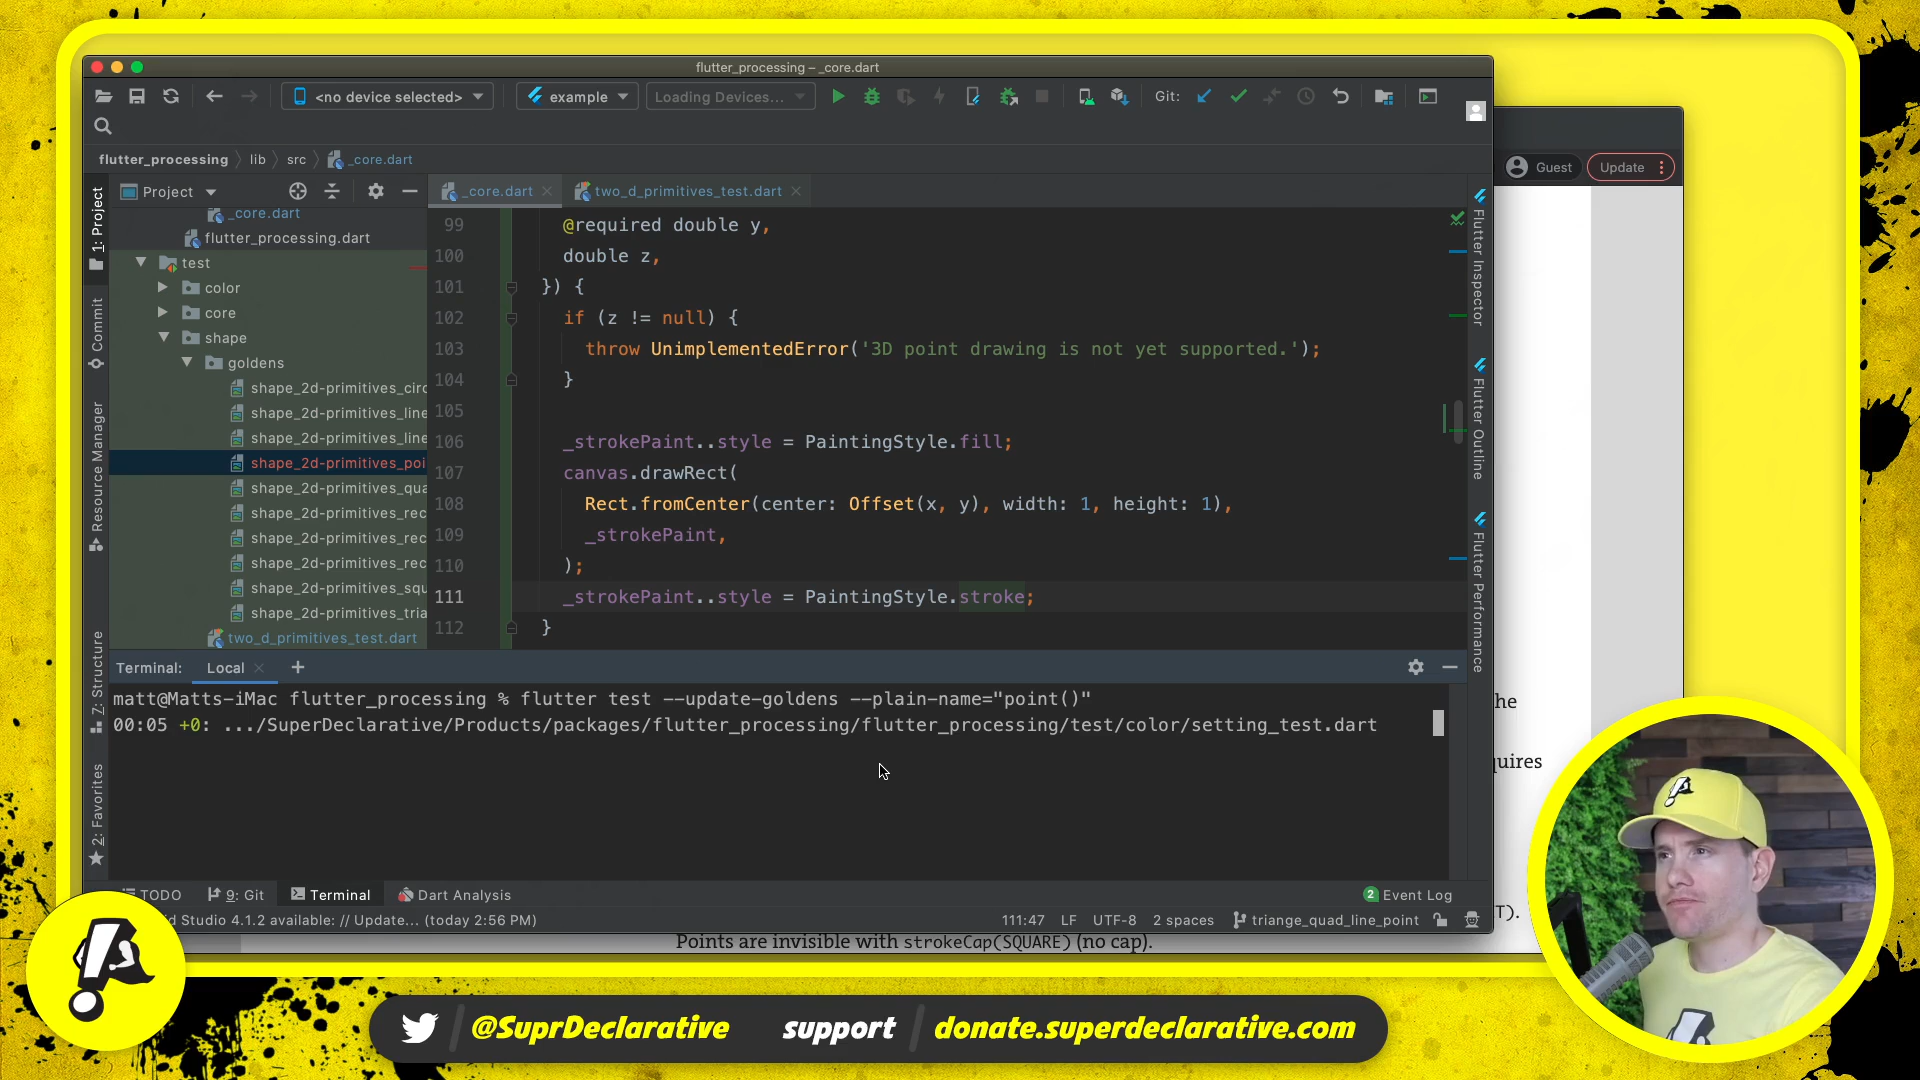 flutter_processing – _core.dart
<no device selected>
example
Loading Devices...
Git:
Guest
Update
flutter_processing
lib
src
_core.dart
1: Project
Commit
Resource Manager
7: Structure
2: Favorites
Project
_core.dart
flutter_processing.dart
test
color
core
shape
goldens
shape_2d-primitives_circ
shape_2d-primitives_line
shape_2d-primitives_line
shape_2d-primitives_poi
shape_2d-primitives_qua
shape_2d-primitives_rec
shape_2d-primitives_rec
shape_2d-primitives_rec
shape_2d-primitives_squ
shape_2d-primitives_tria
two_d_primitives_test.dart
_core.dart
two_d_primitives_test.dart
99 @required double y,
100 double z,
101 }) {
102 if (z != null) {
103 throw UnimplementedError('3D point drawing is not yet supported.');
104 }
105
106 _strokePaint..style = PaintingStyle.fill;
107 canvas.drawRect(
108 Rect.fromCenter(center: Offset(x, y), width: 1, height: 1),
109 _strokePaint,
110 );
111 _strokePaint..style = PaintingStyle.stroke;
112 }
Flutter Inspector
Flutter Outline
Flutter Performance
Terminal:
Local
matt@Matts-iMac flutter_processing % flutter test --update-goldens --plain-name="point()"
00:05 +0: .../SuperDeclarative/Products/packages/flutter_processing/flutter_processing/test/color/setting_test.dart
he
quires
T).
TODO
9: Git
Terminal
Dart Analysis
2 Event Log
d Studio 4.1.2 available: // Update... (today 2:56 PM)
111:47 LF UTF-8 2 spaces triange_quad_line_point
Points are invisible with strokeCap(SQUARE) (no cap).
@SuprDeclarative
support
donate.superdeclarative.com